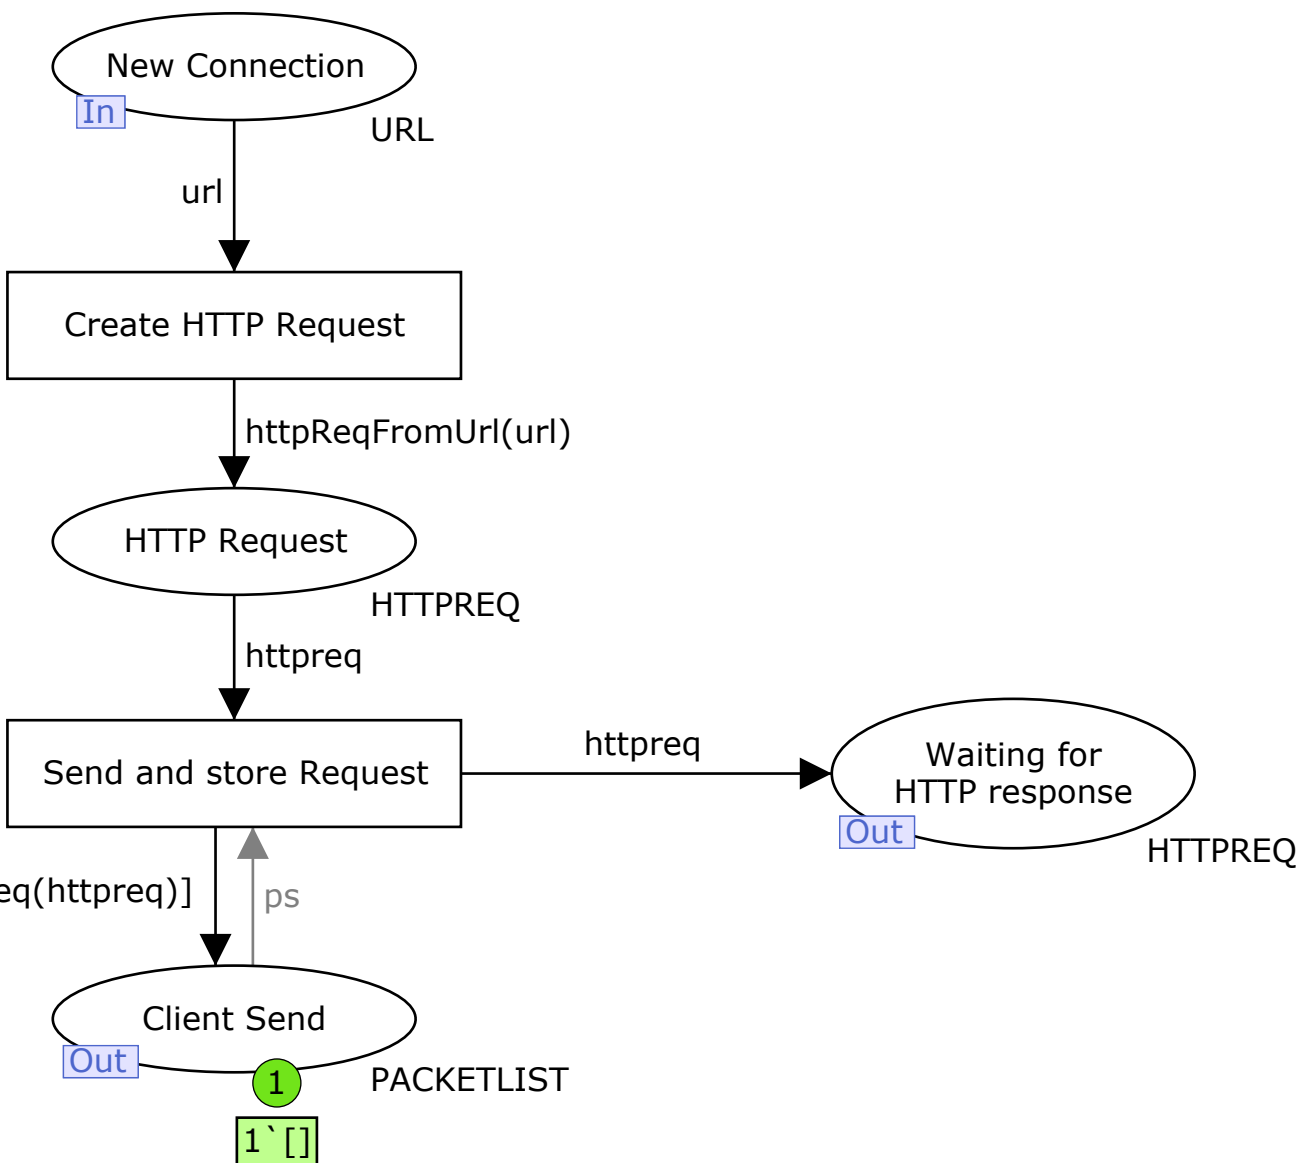 New Connection
In
URL
url
Create HTTP Request
httpReqFromUrl(url)
HTTP Request
HTTPREQ
httpreq
Send and store Request
httpreq
Waiting for
HTTP response
Out
HTTPREQ
eq(httpreq)]
ps
Client Send
Out
1
PACKETLIST
1`[]